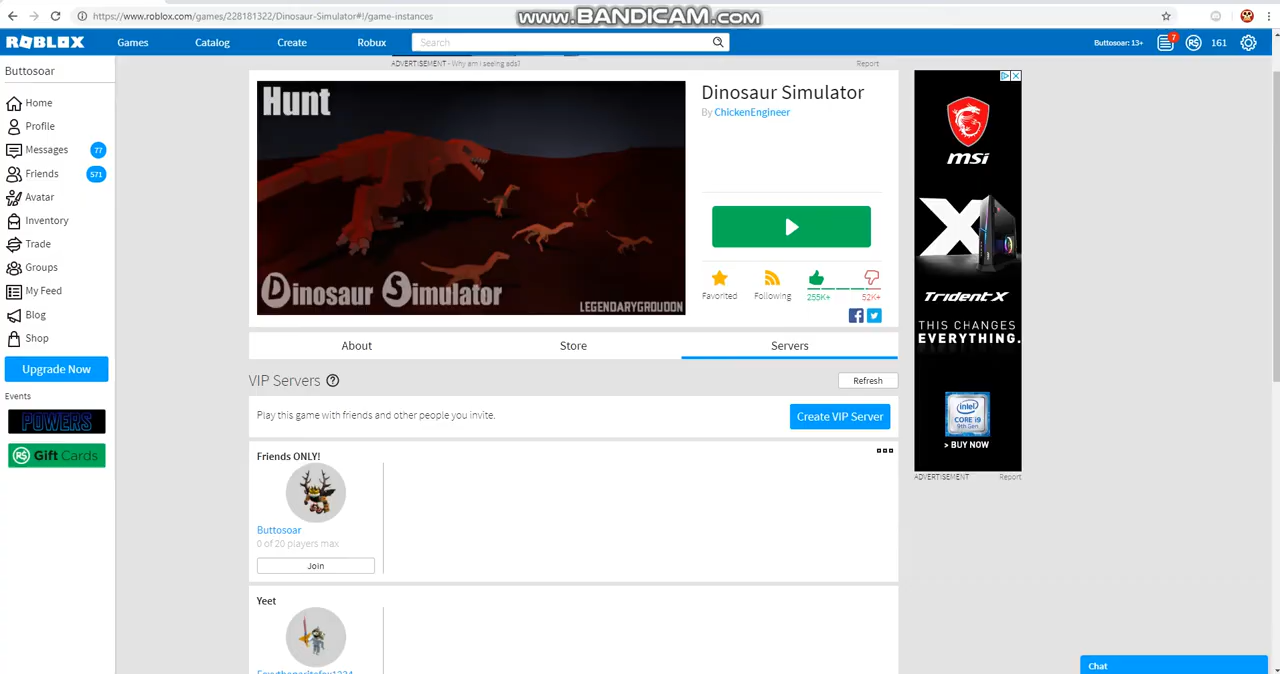 https://www.roblox.com/games/228181322/Dinosaur-Simulator#!/game-instances
www.BANDICAM.com
ROBLOX
Games
Catalog
Create
Robux
Search
Buttosoar: 13+
7
161
Buttosoar
Home
Profile
Messages
77
Friends
571
Avatar
Inventory
Trade
Groups
My Feed
Blog
Shop
Upgrade Now
Events
POWERS
Gift Cards
ADVERTISEMENT - Why am I seeing ads?
Report
Hunt
Dinosaur Simulator
LEGENDARYGROUDON
Dinosaur Simulator
By ChickenEngineer
Favorited
Following
255K+
52K+
About
Store
Servers
VIP Servers
Refresh
Play this game with friends and other people you invite.
Create VIP Server
Friends ONLY!
Buttosoar
0 of 20 players max
Join
Yeet
msi
X
TRIDENT X
THIS CHANGES
EVERYTHING.
intel
CORE i9
9th Gen
> BUY NOW
ADVERTISEMENT
Report
Chat